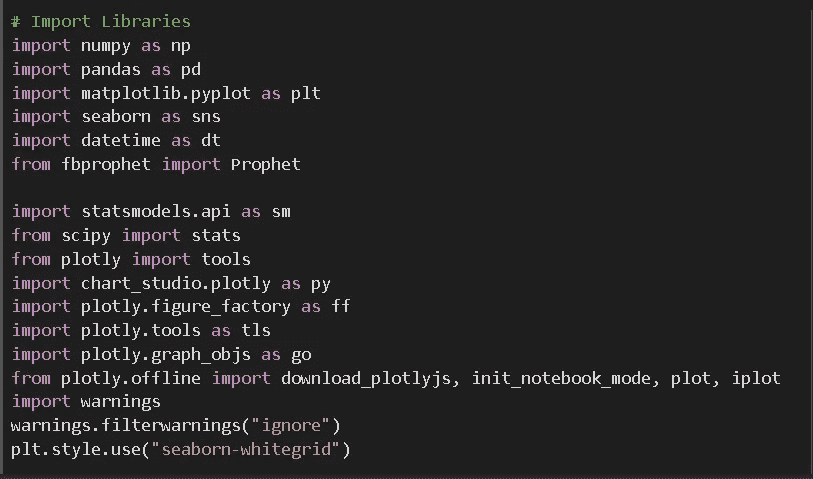 # Import Libraries
import numpy as np
import pandas as pd
import matplotlib.pyplot as plt
import seaborn as sns
import datetime as dt
from fbprophet import Prophet
import statsmodels.api as sm
from scipy import stats
from plotly import tools
import chart_studio.plotly as py
import plotly.figure_factory as ff
import plotly.tools as tls
import plotly.graph_objs as go
from plotly.offline import download_plotlyjs, init_notebook_mode, plot, iplot
import warnings
warnings.filterwarnings("ignore")
plt.style.use("seaborn-whitegrid")